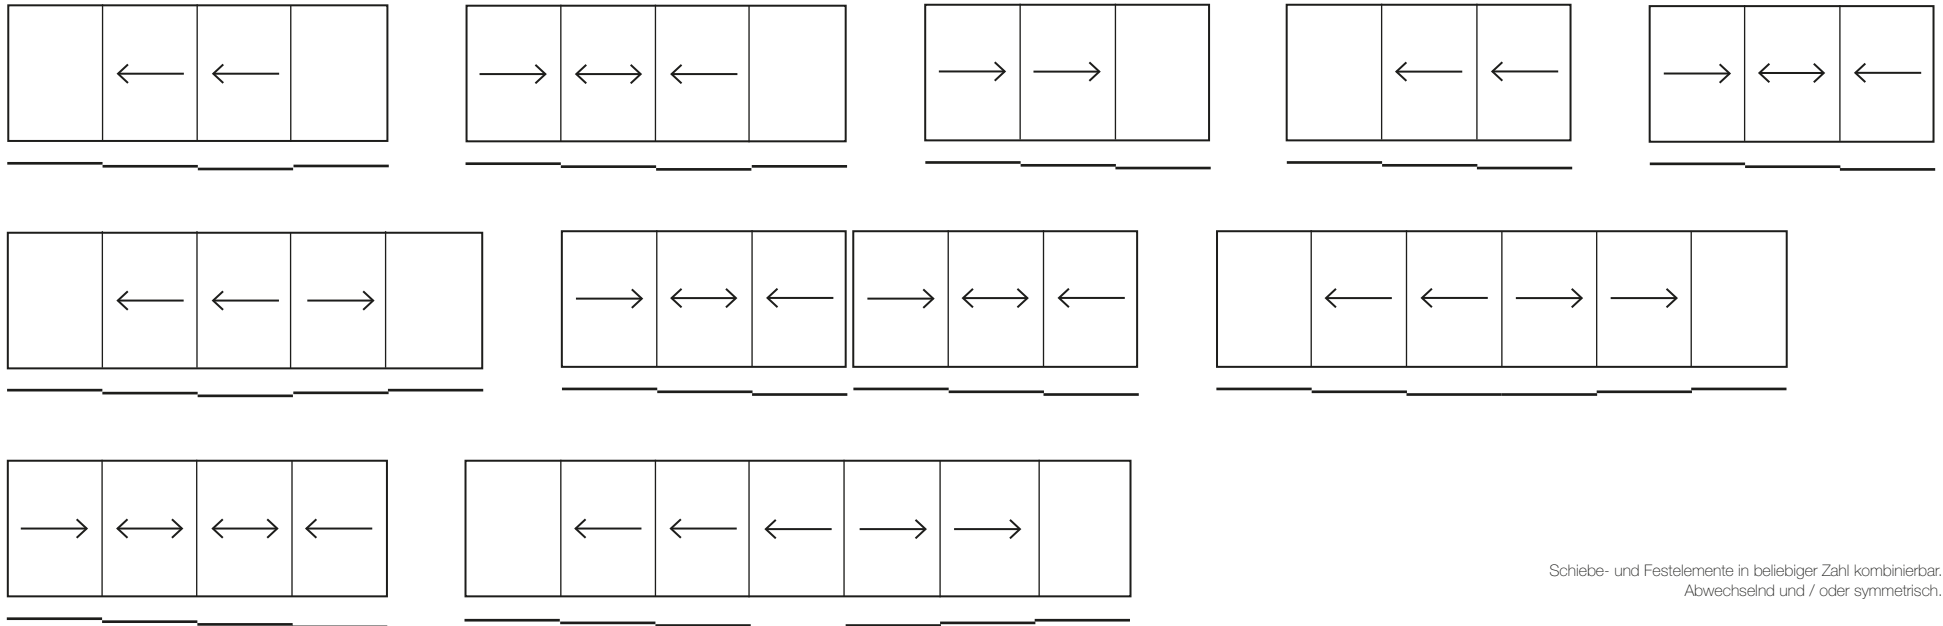 Schiebe- und Festelemente in beliebiger Zahl kombinierbar.
Abwechselnd und / oder symmetrisch.